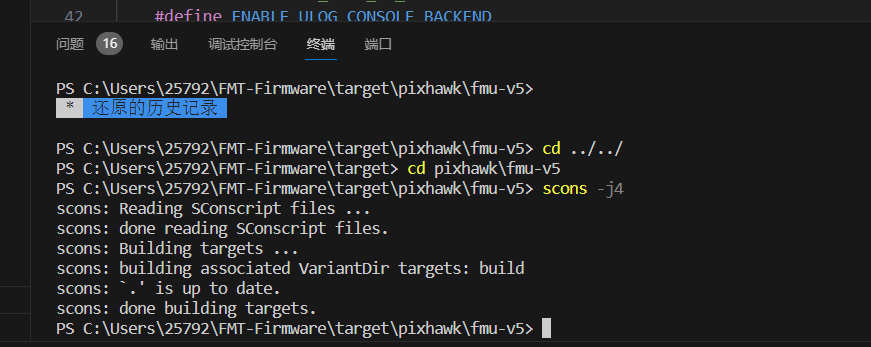 42 #define ENABLE_ULOG_CONSOLE_BACKEND
问题 16 输出 调试控制台 终端 端口
PS C:\Users\25792\FMT-Firmware\target\pixhawk\fmu-v5>
* 还原的历史记录
PS C:\Users\25792\FMT-Firmware\target\pixhawk\fmu-v5> cd ../../
PS C:\Users\25792\FMT-Firmware\target> cd pixhawk\fmu-v5
PS C:\Users\25792\FMT-Firmware\target\pixhawk\fmu-v5> scons -j4
scons: Reading SConscript files ...
scons: done reading SConscript files.
scons: Building targets ...
scons: building associated VariantDir targets: build
scons: `.' is up to date.
scons: done building targets.
PS C:\Users\25792\FMT-Firmware\target\pixhawk\fmu-v5>